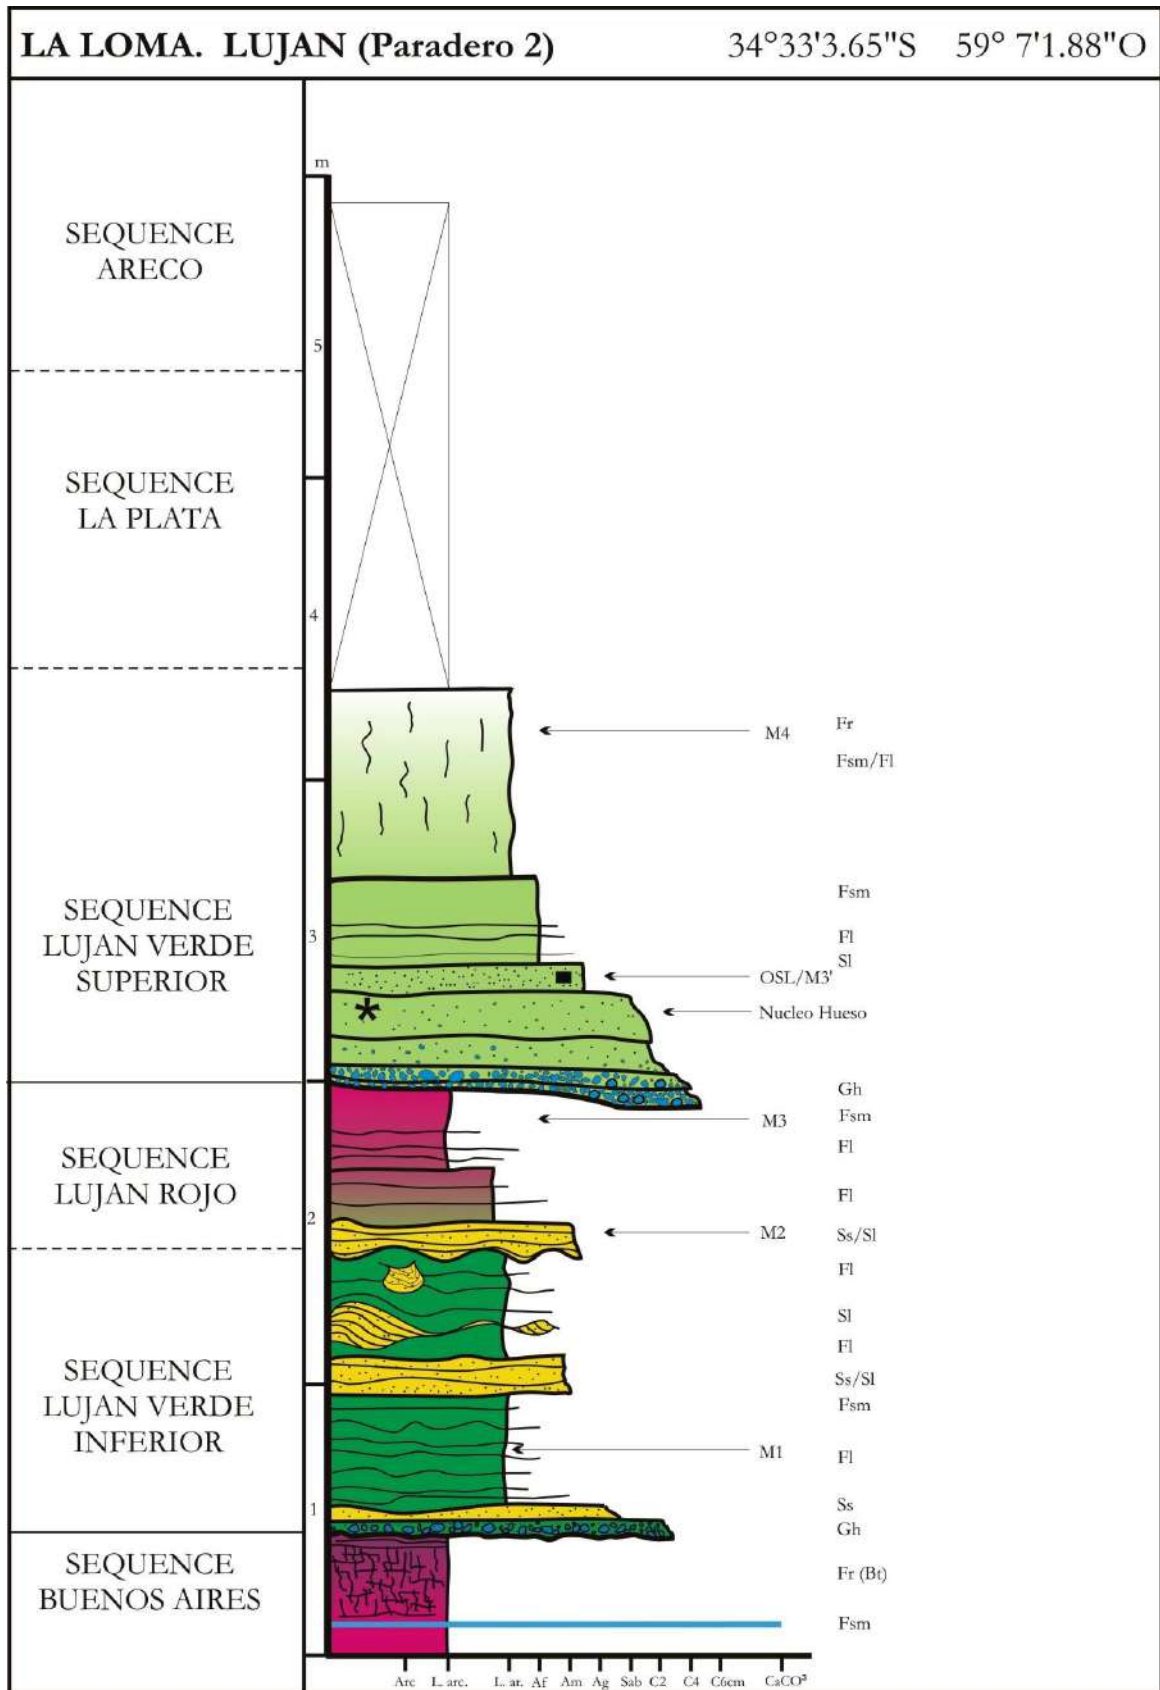 LA LOMA. LUJAN (Paradero 2) 34°33'3.65"S 59° 7'1.88"O
m
SEQUENCE
ARECO
5
SEQUENCE
LA PLATA
4
Fr
M4
Fsm/Fl
Fsm
SEQUENCE
LUJAN VERDE
SUPERIOR
3
Fl
Sl
OSL/M3'
Nucleo Hueso
Gh
Fsm
M3
Fl
SEQUENCE
LUJAN ROJO
Fl
2
M2
Ss/Sl
Fl
Sl
Fl
SEQUENCE
LUJAN VERDE
INFERIOR
Ss/Sl
Fsm
M1
Fl
1
Ss
Gh
SEQUENCE
BUENOS AIRES
Fr (Bt)
Fsm
Arc L. arc. L. ar. Af Am Ag Sab C2 C4 C6cm CaCO³